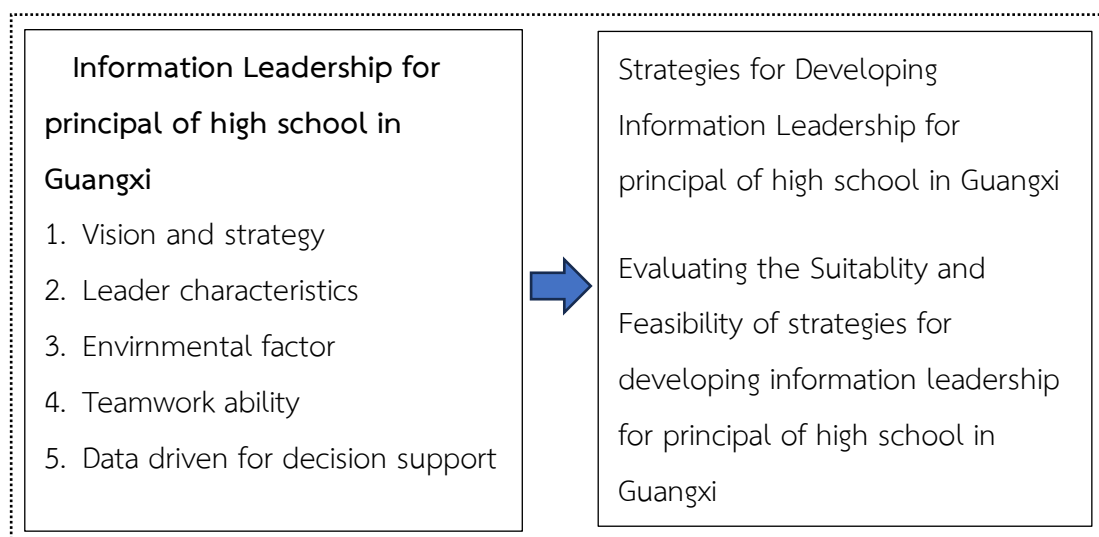 Information Leadership for
principal of high school in
Guangxi
1. Vision and strategy
2. Leader characteristics
3. Envirnmental factor
4. Teamwork ability
5. Data driven for decision support
Strategies for Developing
Information Leadership for
principal of high school in Guangxi
Evaluating the Suitablity and
Feasibility of strategies for
developing information leadership
for principal of high school in
Guangxi